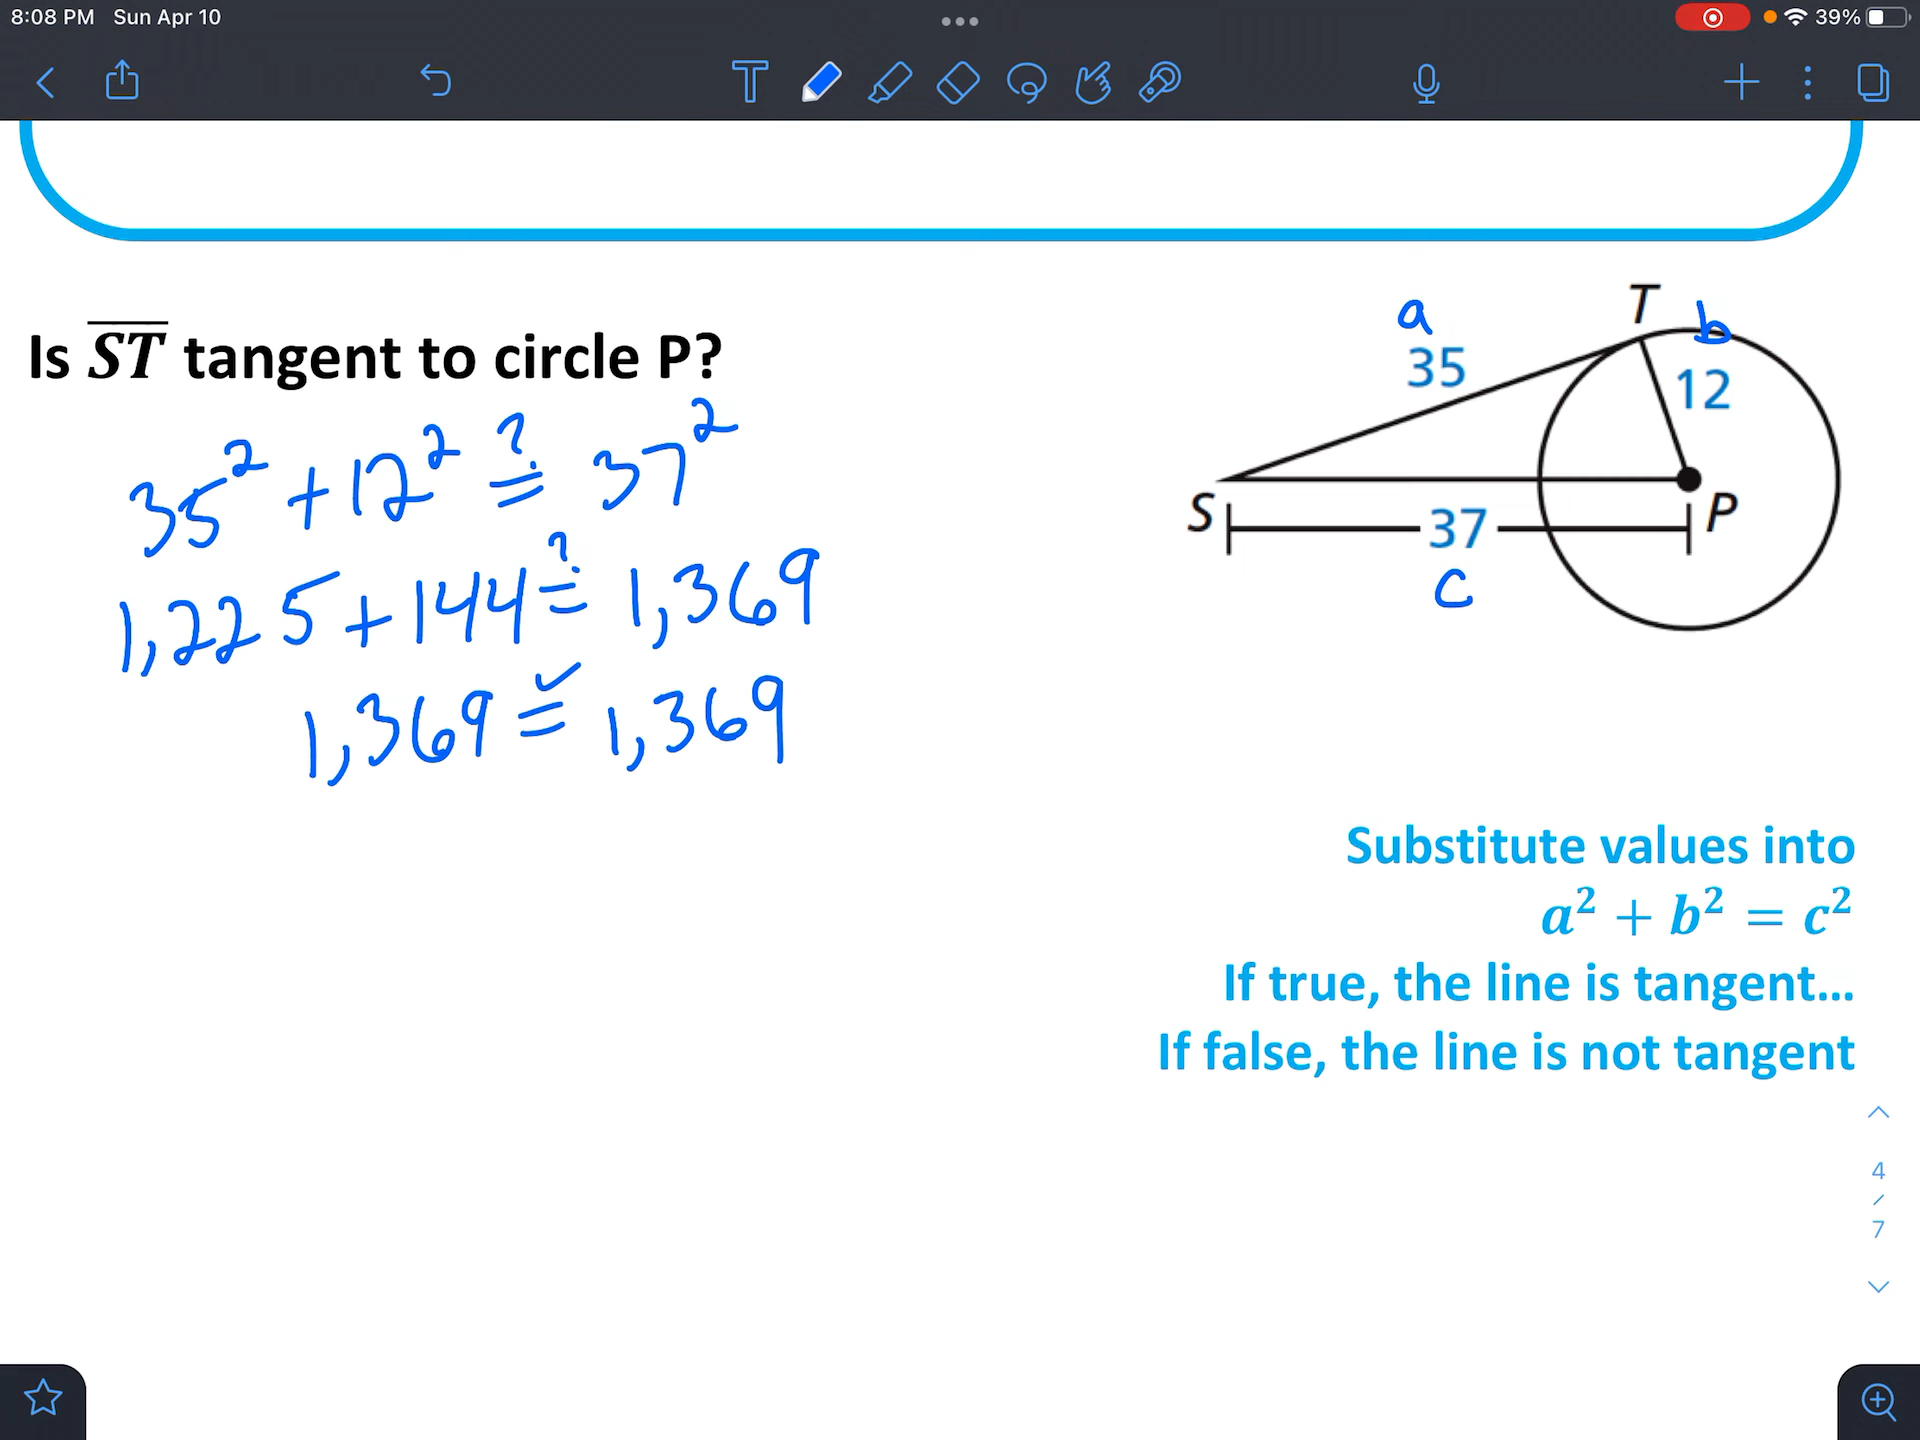 8:08 PM Sun Apr 10
39%
Is ST tangent to circle P?
35² + 12² ≟ 37²
1,225 + 144 ≟ 1,369
1,369 = 1,369
a
T
b
35
12
S
37
P
c
Substitute values into
a² + b² = c²
If true, the line is tangent...
If false, the line is not tangent
4
/
7